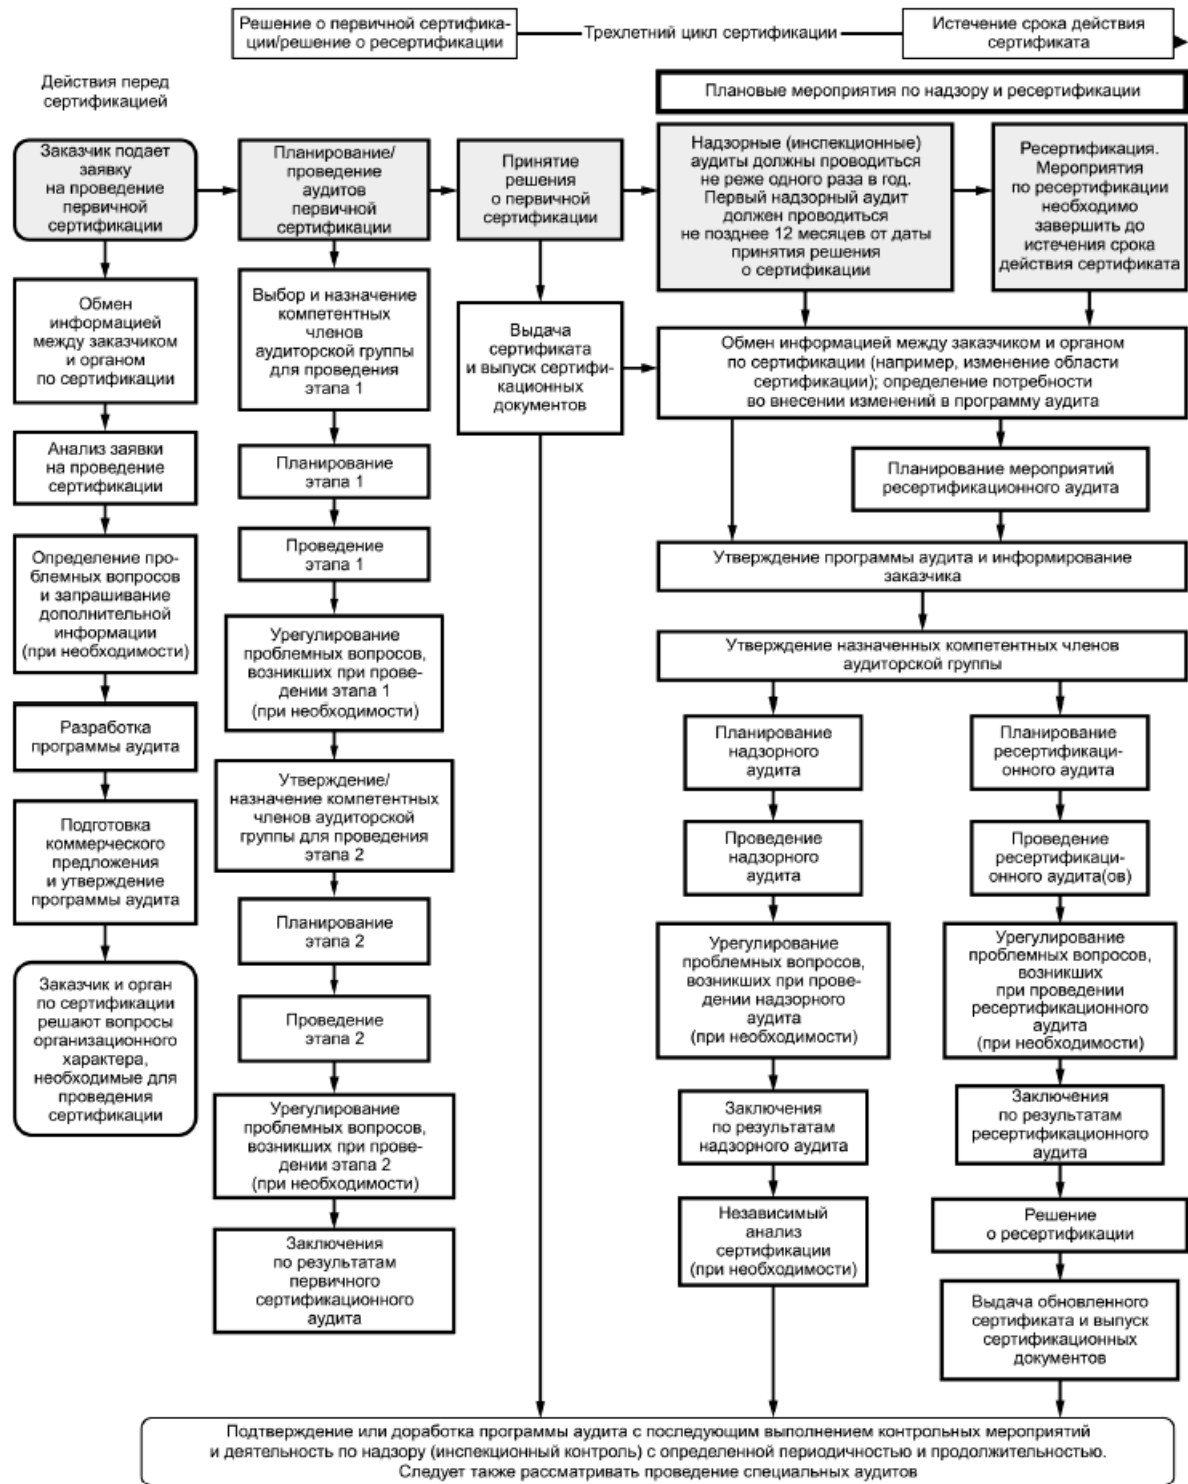 Решение о первичной сертифика-
ции/решение о ресертификации
Трехлетний цикл сертификации
Истечение срока действия
сертификата
Действия перед
сертификацией
Плановые мероприятия по надзору и ресертификации
Заказчик подает
заявку
на проведение
первичной
сертификации
Обмен
информацией
между заказчиком
и органом
по сертификации
Анализ заявки
на проведение
сертификации
Определение про-
блемных вопросов
и запрашивание
дополнительной
информации
(при необходимости)
Разработка
программы аудита
Подготовка
коммерческого
предложения
и утверждение
программы аудита
Заказчик и орган
по сертификации
решают вопросы
организационного
характера,
необходимые для
проведения
сертификации
Планирование/
проведение
аудитов
первичной
сертификации
Выбор и назначение
компетентных
членов
аудиторской группы
для проведения
этапа 1
Планирование
этапа 1
Проведение
этапа 1
Урегулирование
проблемных вопросов,
возникших при прове-
дении этапа 1
(при необходимости)
Утверждение/
назначение компетентных
членов аудиторской
группы для проведения
этапа 2
Планирование
этапа 2
Проведение
этапа 2
Урегулирование
проблемных вопросов,
возникших при прове-
дении этапа 2
(при необходимости)
Заключения
по результатам
первичного
сертификационного
аудита
Принятие
решения
о первичной
сертификации
Выдача
сертификата
и выпуск сертифи-
кационных
документов
Надзорные (инспекционные)
аудиты должны проводиться
не реже одного раза в год.
Первый надзорный аудит
должен проводиться
не позднее 12 месяцев от даты
принятия решения
о сертификации
Ресертификация.
Мероприятия
по ресертификации
необходимо
завершить до
истечения срока
действия сертификата
Обмен информацией между заказчиком и органом
по сертификации (например, изменение области
сертификации); определение потребности
во внесении изменений в программу аудита
Планирование мероприятий
ресертификационного аудита
Утверждение программы аудита и информирование
заказчика
Утверждение назначенных компетентных членов
аудиторской группы
Планирование
надзорного
аудита
Проведение
надзорного
аудита
Урегулирование
проблемных вопросов,
возникших при прове-
дении надзорного
аудита
(при необходимости)
Заключения
по результатам
надзорного аудита
Независимый
анализ
сертификации
(при необходимости)
Планирование
ресертификаци-
онного аудита
Проведение
ресертификаци-
онного аудита(ов)
Урегулирование
проблемных вопросов,
возникших
при проведении
ресертификационного
аудита
(при необходимости)
Заключения
по результатам
ресертификационного
аудита
Решение
о ресертификации
Выдача обновленного
сертификата и выпуск
сертификационных
документов
Подтверждение или доработка программы аудита с последующим выполнением контрольных мероприятий
и деятельность по надзору (инспекционный контроль) с определенной периодичностью и продолжительностью.
Следует также рассматривать проведение специальных аудитов